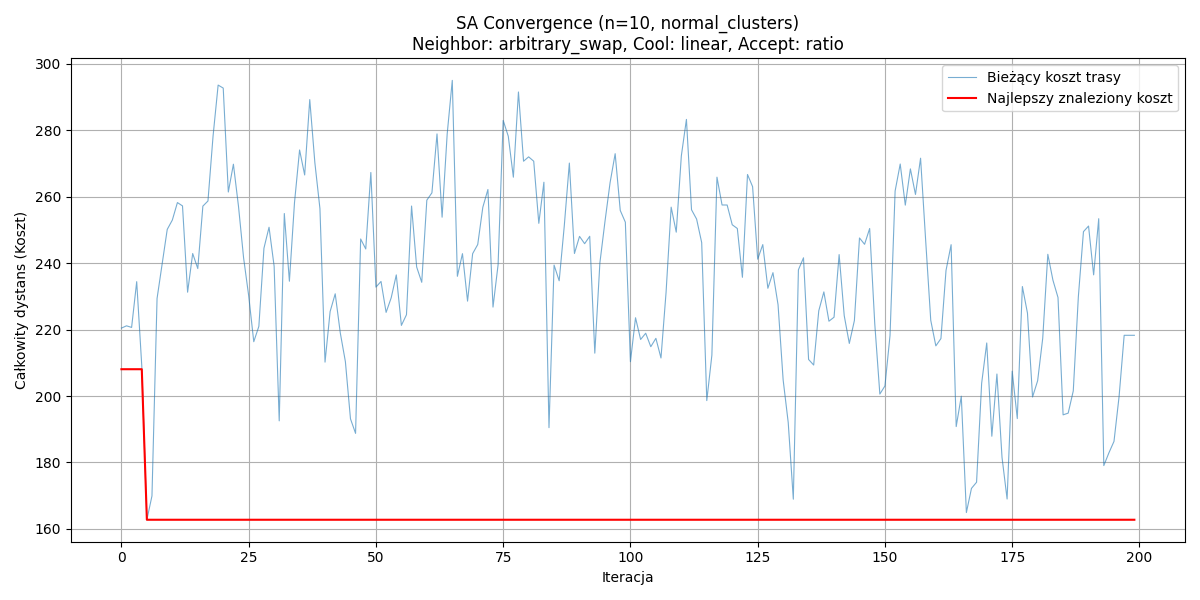 SA Convergence (n=10, normal_clusters)
Neighbor: arbitrary_swap, Cool: linear, Accept: ratio
Bieżący koszt trasy
Najlepszy znaleziony koszt
Całkowity dystans (Koszt)
300
280
260
240
220
200
180
160
0
25
50
75
100
125
150
175
200
Iteracja